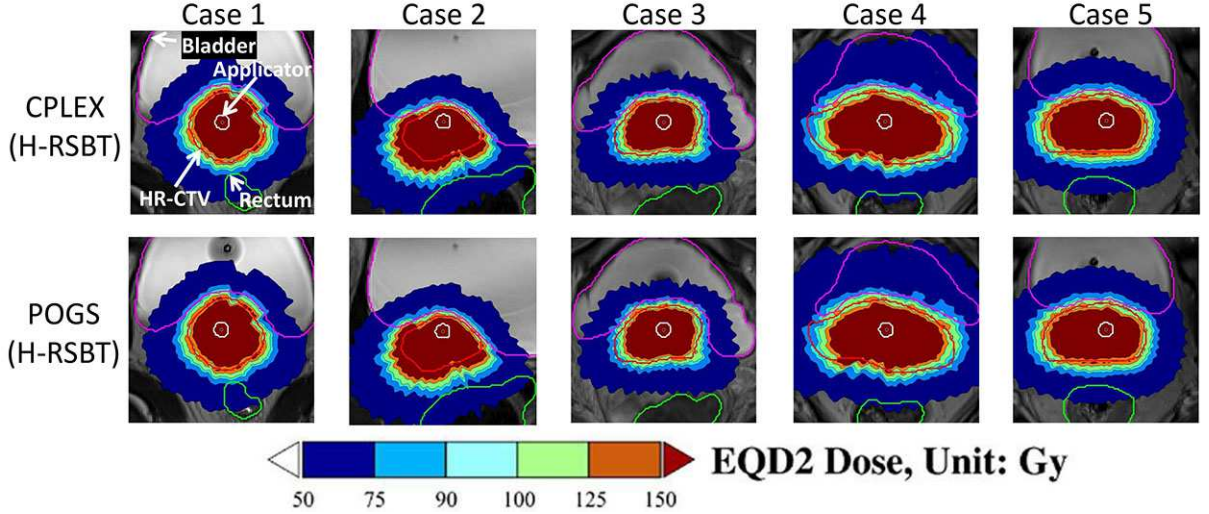 Case 1 Case 2 Case 3 Case 4 Case 5
Bladder
Applicator
CPLEX
(H-RSBT)
HR-CTV
Rectum
POGS
(H-RSBT)
EQD2 Dose, Unit: Gy
50 75 90 100 125 150